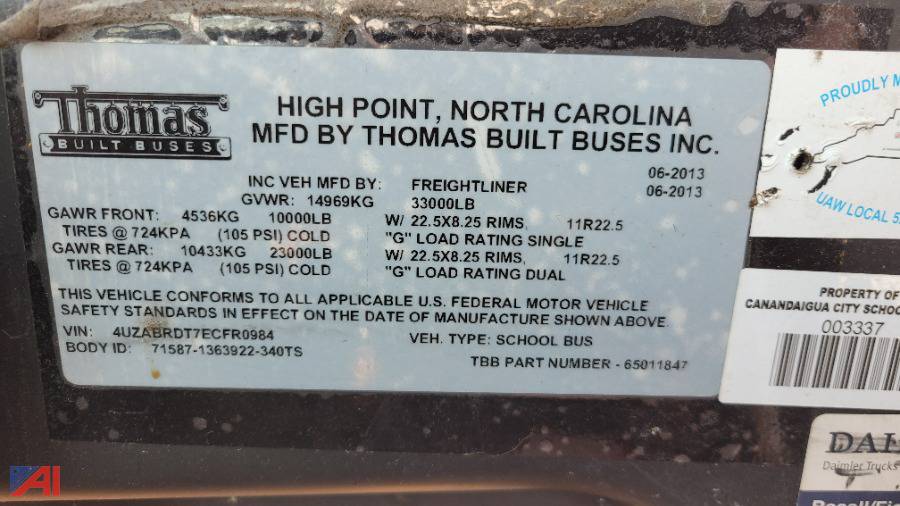 Thomas
BUILT BUSES
HIGH POINT, NORTH CAROLINA
MFD BY THOMAS BUILT BUSES INC.
06-2013
INC VEH MFD BY: FREIGHTLINER 06-2013
GVWR: 14969KG 33000LB
GAWR FRONT: 4536KG 10000LB W/ 22.5X8.25 RIMS, 11R22.5
TIRES @ 724KPA (105 PSI) COLD "G" LOAD RATING SINGLE
GAWR REAR: 10433KG 23000LB W/ 22.5X8.25 RIMS, 11R22.5
TIRES @ 724KPA (105 PSI) COLD "G" LOAD RATING DUAL
THIS VEHICLE CONFORMS TO ALL APPLICABLE U.S. FEDERAL MOTOR VEHICLE
SAFETY STANDARDS IN EFFECT ON THE DATE OF MANUFACTURE SHOWN ABOVE.
VIN: 4UZABRDT7ECFR0984 VEH. TYPE: SCHOOL BUS
BODY ID: 71587-1363922-340TS TBB PART NUMBER - 65011847
PROUDLY M
UAW LOCAL 5
PROPERTY OF
CANANDAIGUA CITY SCHOO
003337
DAI
Daimler Trucks
AI